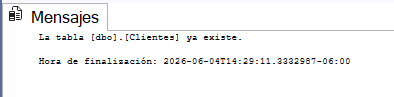 Mensajes
La tabla [dbo].[Clientes] ya existe.
Hora de finalización: 2026-06-04T14:29:11.3332987-06:00